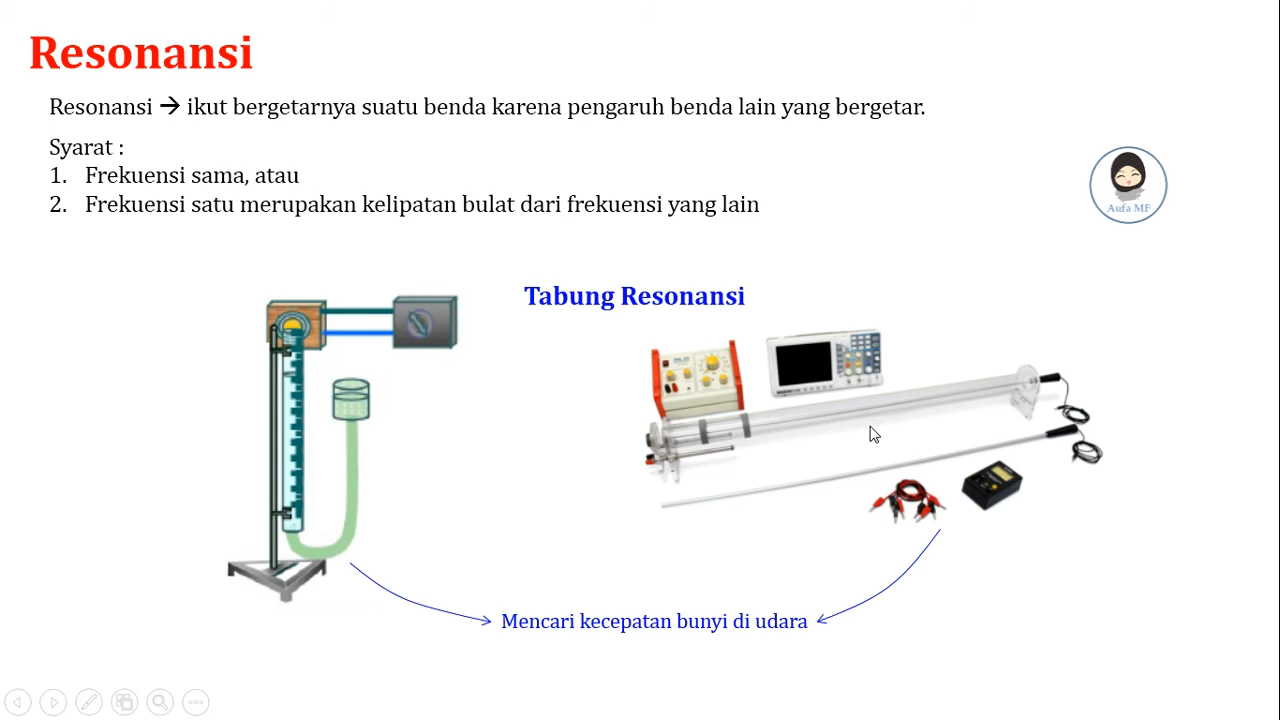 Resonansi
Resonansi → ikut bergetarnya suatu benda karena pengaruh benda lain yang bergetar.
Syarat :
1. Frekuensi sama, atau
2. Frekuensi satu merupakan kelipatan bulat dari frekuensi yang lain
Aufa MF
Tabung Resonansi
Mencari kecepatan bunyi di udara